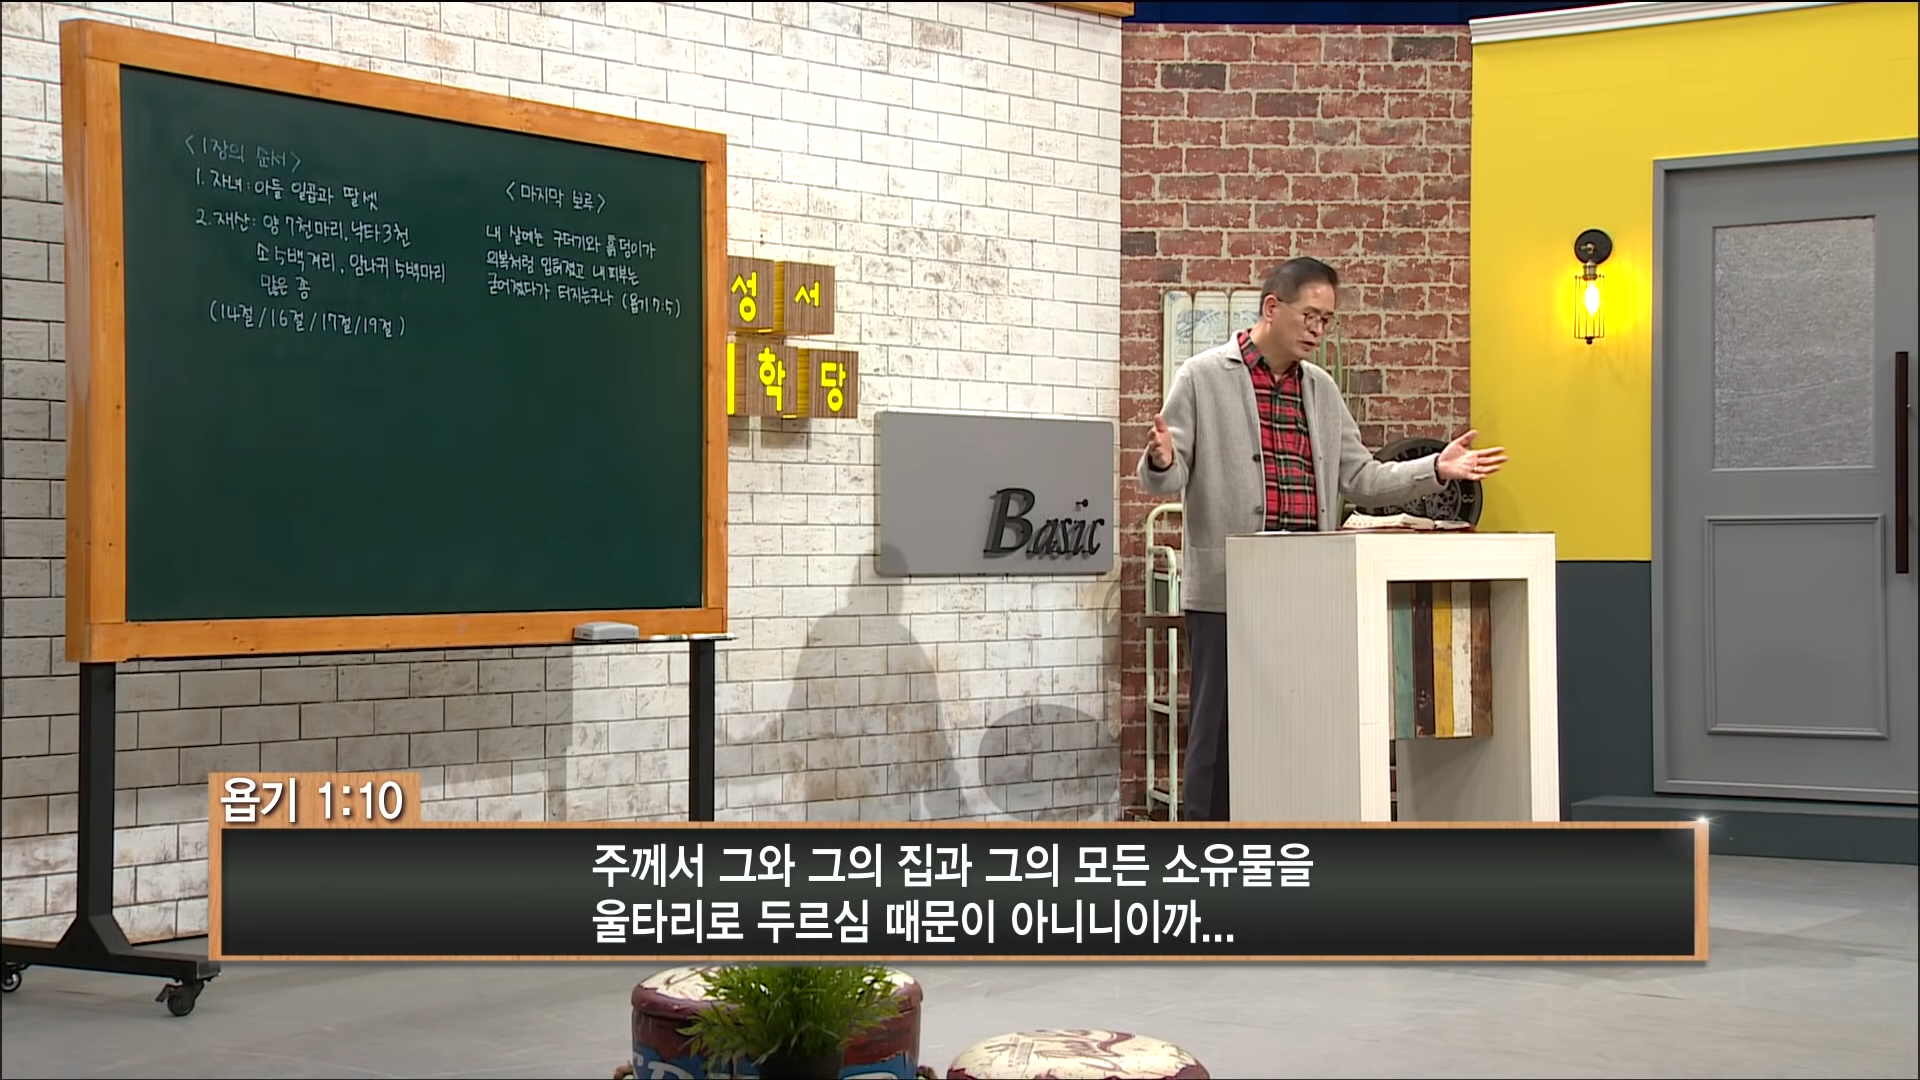 <1장의 순서>
1. 자녀: 아들 일곱과 딸 셋
2. 재산: 양 7천마리, 낙타3천
소 5백거리, 암나귀 5백마리
많은 종
(14절/16절/17절/19절)
<마지막 보루>
내 살에는 구더기와 흙 덩이가
의복처럼 입혀졌고 내 피부는
굳어졌다가 터지는구나 (욥기 7:5)
성서
학당
Basic
욥기 1:10
주께서 그와 그의 집과 그의 모든 소유물을
울타리로 두르심 때문이 아니니이까...